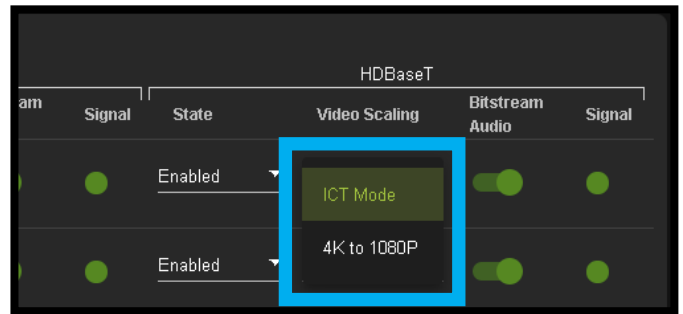 HDBaseT
am Signal State Video Scaling Bitstream Audio Signal
Enabled
ICT Mode
4K to 1080P
Enabled